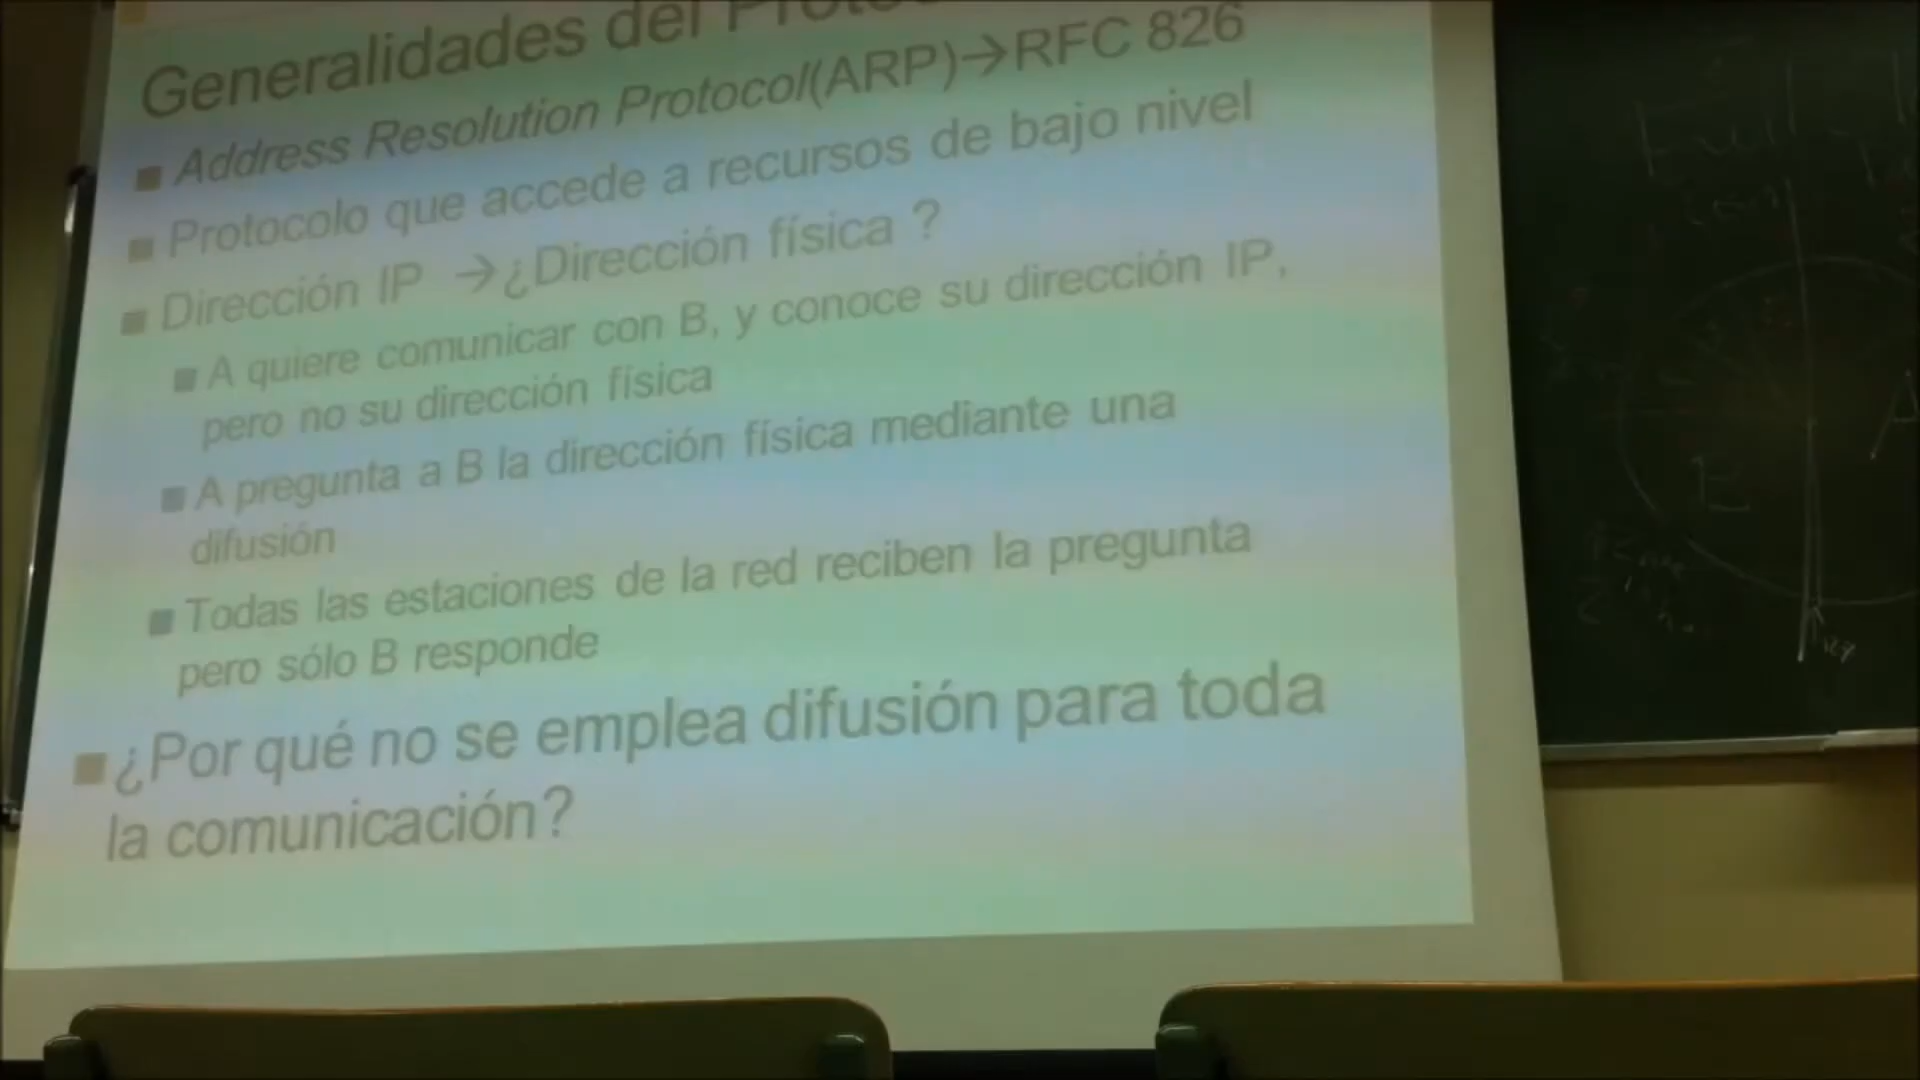 Generalidades del
Address Resolution Protocol(ARP)→RFC 826
Protocolo que accede a recursos de bajo nivel
Dirección IP →¿Dirección física ?
A quiere comunicar con B, y conoce su dirección IP,
pero no su dirección física
A pregunta a B la dirección física mediante una
difusión
Todas las estaciones de la red reciben la pregunta
pero sólo B responde
¿Por qué no se emplea difusión para toda
la comunicación?